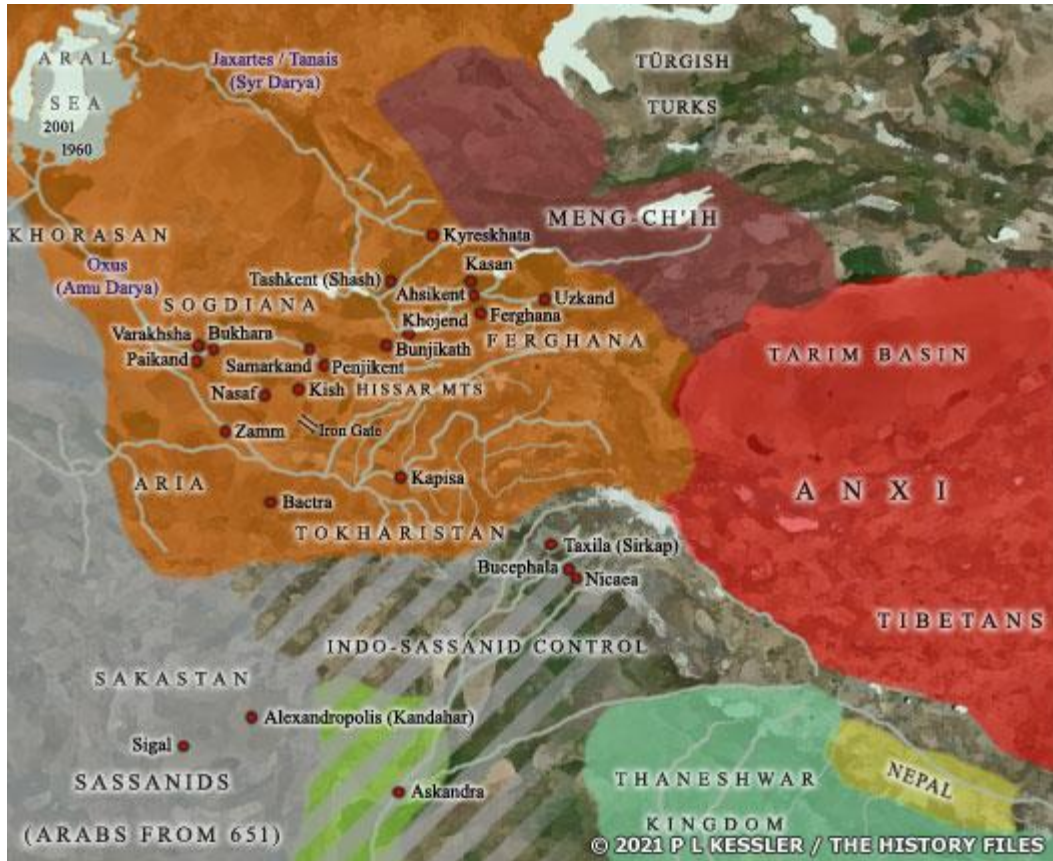 ARAL
SEA
2001
1960
Jaxartes / Tanais
(Syr Darya)
TÜRGISH
TURKS
KHORASAN
Oxus
(Amu Darya)
MENG-CH'IH
Kyreskhata
Kasan
Tashkent (Shash)
Ahsikent
Uzkand
SOGDIANA
Ferghana
Khojend
FERGHANA
Varakhsha
Bukhara
Bunjikath
Paikand
Samarkand
Penjikent
TARIM BASIN
Nasaf
Kish
HISSAR MTS
Zamm
Iron Gate
ARIA
Kapisa
ANXI
Bactra
TOKHARISTAN
Taxila (Sirkap)
Bucephala
Nicaea
TIBETANS
INDO-SASSANID CONTROL
SAKASTAN
Alexandropolis (Kandahar)
Sigal
SASSANIDS
(ARABS FROM 651)
Askandra
THANESHWAR
KINGDOM
NEPAL
© 2021 P L KESSLER / THE HISTORY FILES